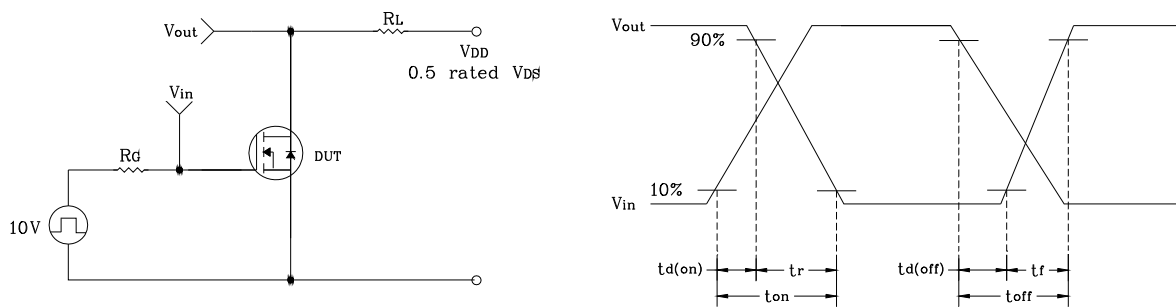 Vout
RL
VDD
0.5 rated VDS
Vin
RG
DUT
10V
Vout
90%
10%
Vin
td(on)
tr
td(off)
tf
ton
toff